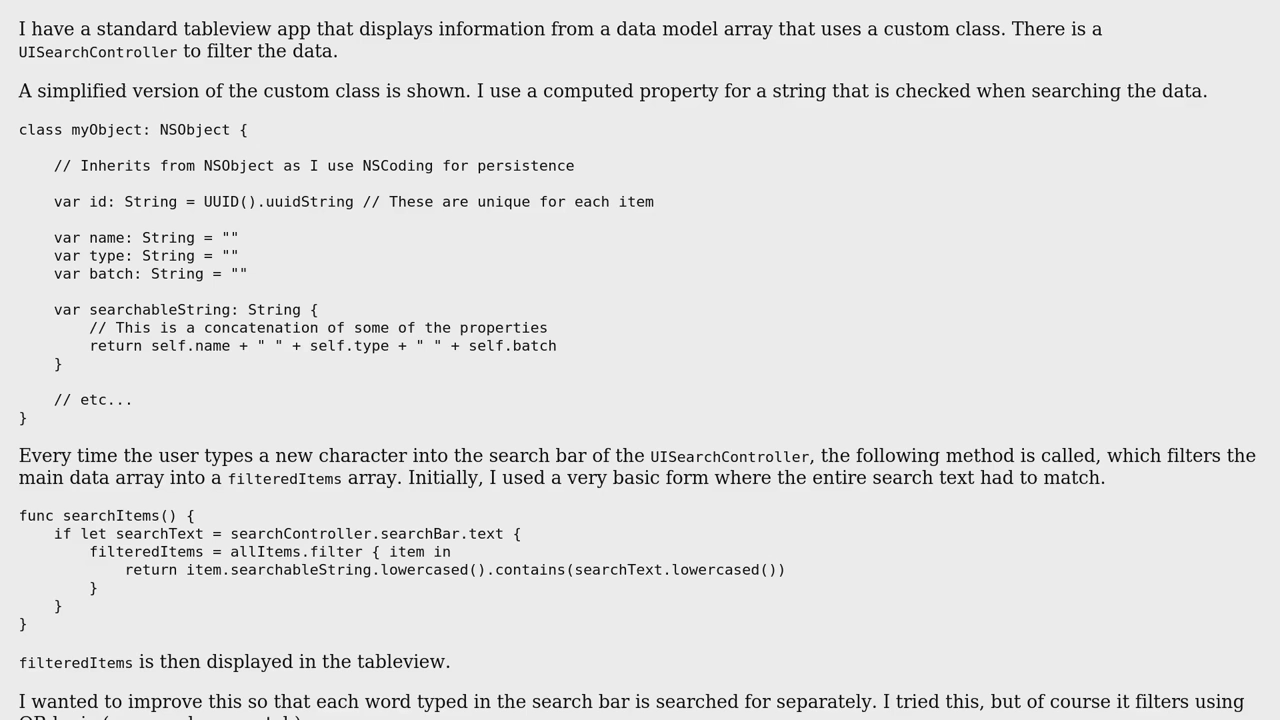 I have a standard tableview app that displays information from a data model array that uses a custom class. There is a
UISearchController to filter the data.
A simplified version of the custom class is shown. I use a computed property for a string that is checked when searching the data.
class myObject: NSObject {
    // Inherits from NSObject as I use NSCoding for persistence
    var id: String = UUID().uuidString // These are unique for each item
    var name: String = ""
    var type: String = ""
    var batch: String = ""
    var searchableString: String {
        // This is a concatenation of some of the properties
        return self.name + " " + self.type + " " + self.batch
    }
    // etc...
}
Every time the user types a new character into the search bar of the UISearchController, the following method is called, which filters the
main data array into a filteredItems array. Initially, I used a very basic form where the entire search text had to match.
func searchItems() {
    if let searchText = searchController.searchBar.text {
        filteredItems = allItems.filter { item in
            return item.searchableString.lowercased().contains(searchText.lowercased())
        }
    }
}
filteredItems is then displayed in the tableview.
I wanted to improve this so that each word typed in the search bar is searched for separately. I tried this, but of course it filters using